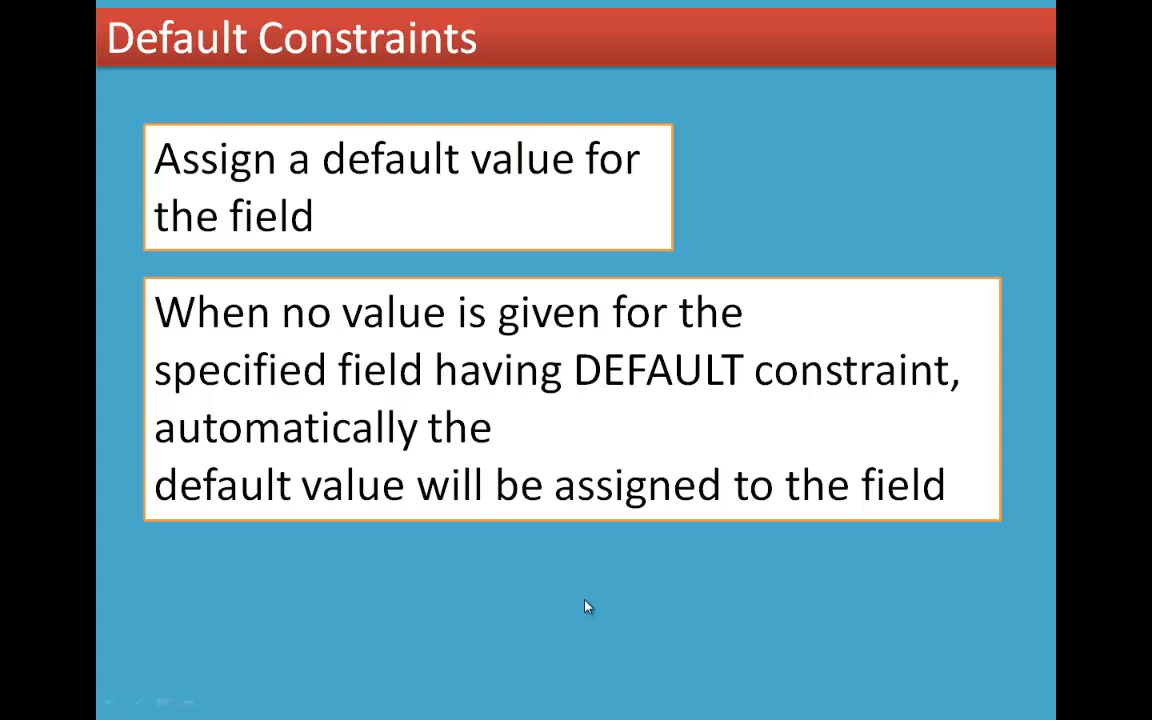 Default Constraints
Assign a default value for
the field
When no value is given for the
specified field having DEFAULT constraint,
automatically the
default value will be assigned to the field